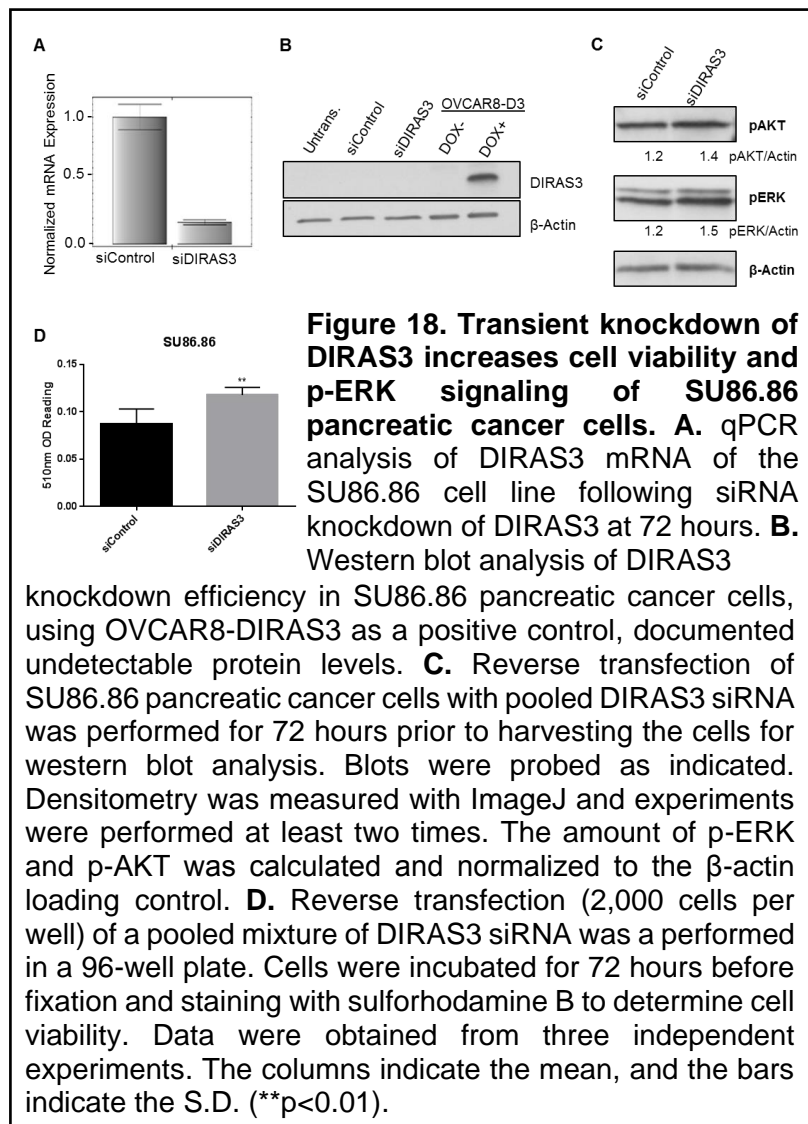 A
Normalized mRNA Expression
1.0
0.5
0.0
siControl
siDIRAS3
B
OVCAR8-D3
Untrans.
siControl
siDIRAS3
DOX-
DOX+
DIRAS3
β-Actin
C
siControl
siDIRAS3
pAKT
1.2 1.4 pAKT/Actin
pERK
1.2 1.5 pERK/Actin
β-Actin
D
SU86.86
510nm OD Reading
0.15
0.10
0.05
0.00
**
siControl
siDIRAS3
Figure 18. Transient knockdown of
DIRAS3 increases cell viability and
p-ERK signaling of SU86.86
pancreatic cancer cells. A. qPCR
analysis of DIRAS3 mRNA of the
SU86.86 cell line following siRNA
knockdown of DIRAS3 at 72 hours. B.
Western blot analysis of DIRAS3
knockdown efficiency in SU86.86 pancreatic cancer cells,
using OVCAR8-DIRAS3 as a positive control, documented
undetectable protein levels. C. Reverse transfection of
SU86.86 pancreatic cancer cells with pooled DIRAS3 siRNA
was performed for 72 hours prior to harvesting the cells for
western blot analysis. Blots were probed as indicated.
Densitometry was measured with ImageJ and experiments
were performed at least two times. The amount of p-ERK
and p-AKT was calculated and normalized to the β-actin
loading control. D. Reverse transfection (2,000 cells per
well) of a pooled mixture of DIRAS3 siRNA was a performed
in a 96-well plate. Cells were incubated for 72 hours before
fixation and staining with sulforhodamine B to determine cell
viability. Data were obtained from three independent
experiments. The columns indicate the mean, and the bars
indicate the S.D. (**p<0.01).